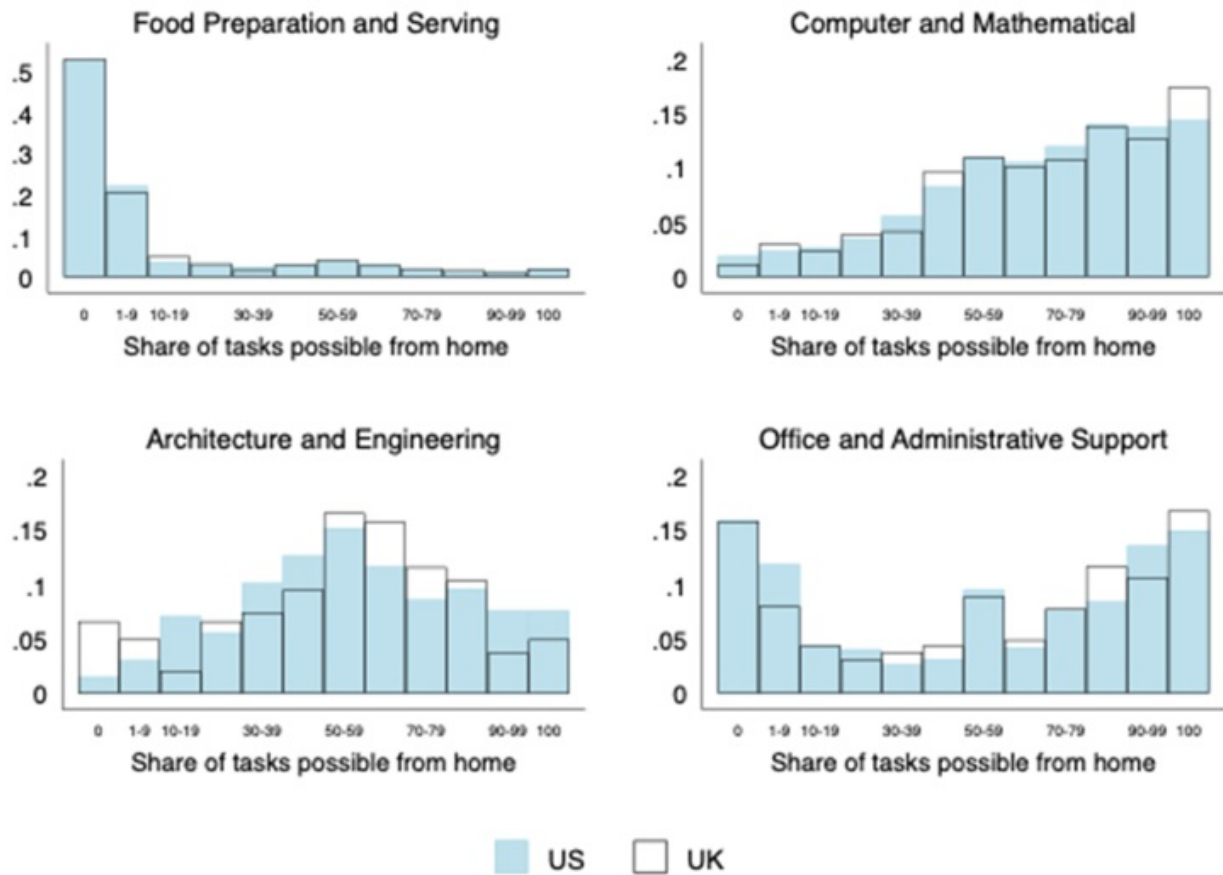 Food Preparation and Serving
.5
.4
.3
.2
.1
0
0 1-9 10-19 30-39 50-59 70-79 90-99 100
Share of tasks possible from home
Computer and Mathematical
.2
.15
.1
.05
0
0 1-9 10-19 30-39 50-59 70-79 90-99 100
Share of tasks possible from home
Architecture and Engineering
.2
.15
.1
.05
0
0 1-9 10-19 30-39 50-59 70-79 90-99 100
Share of tasks possible from home
Office and Administrative Support
.2
.15
.1
.05
0
0 1-9 10-19 30-39 50-59 70-79 90-99 100
Share of tasks possible from home
US UK